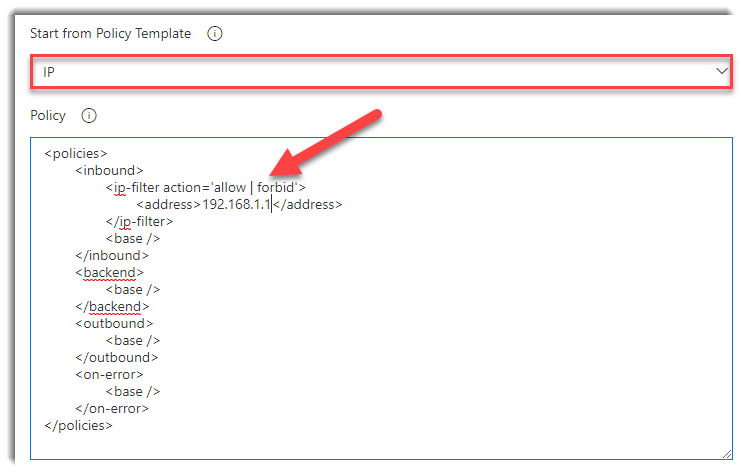 Start from Policy Template
IP
Policy
<policies>
<inbound>
<ip-filter action='allow | forbid'>
<address>192.168.1.1</address>
</ip-filter>
<base />
</inbound>
<backend>
<base />
</backend>
<outbound>
<base />
</outbound>
<on-error>
<base />
</on-error>
</policies>